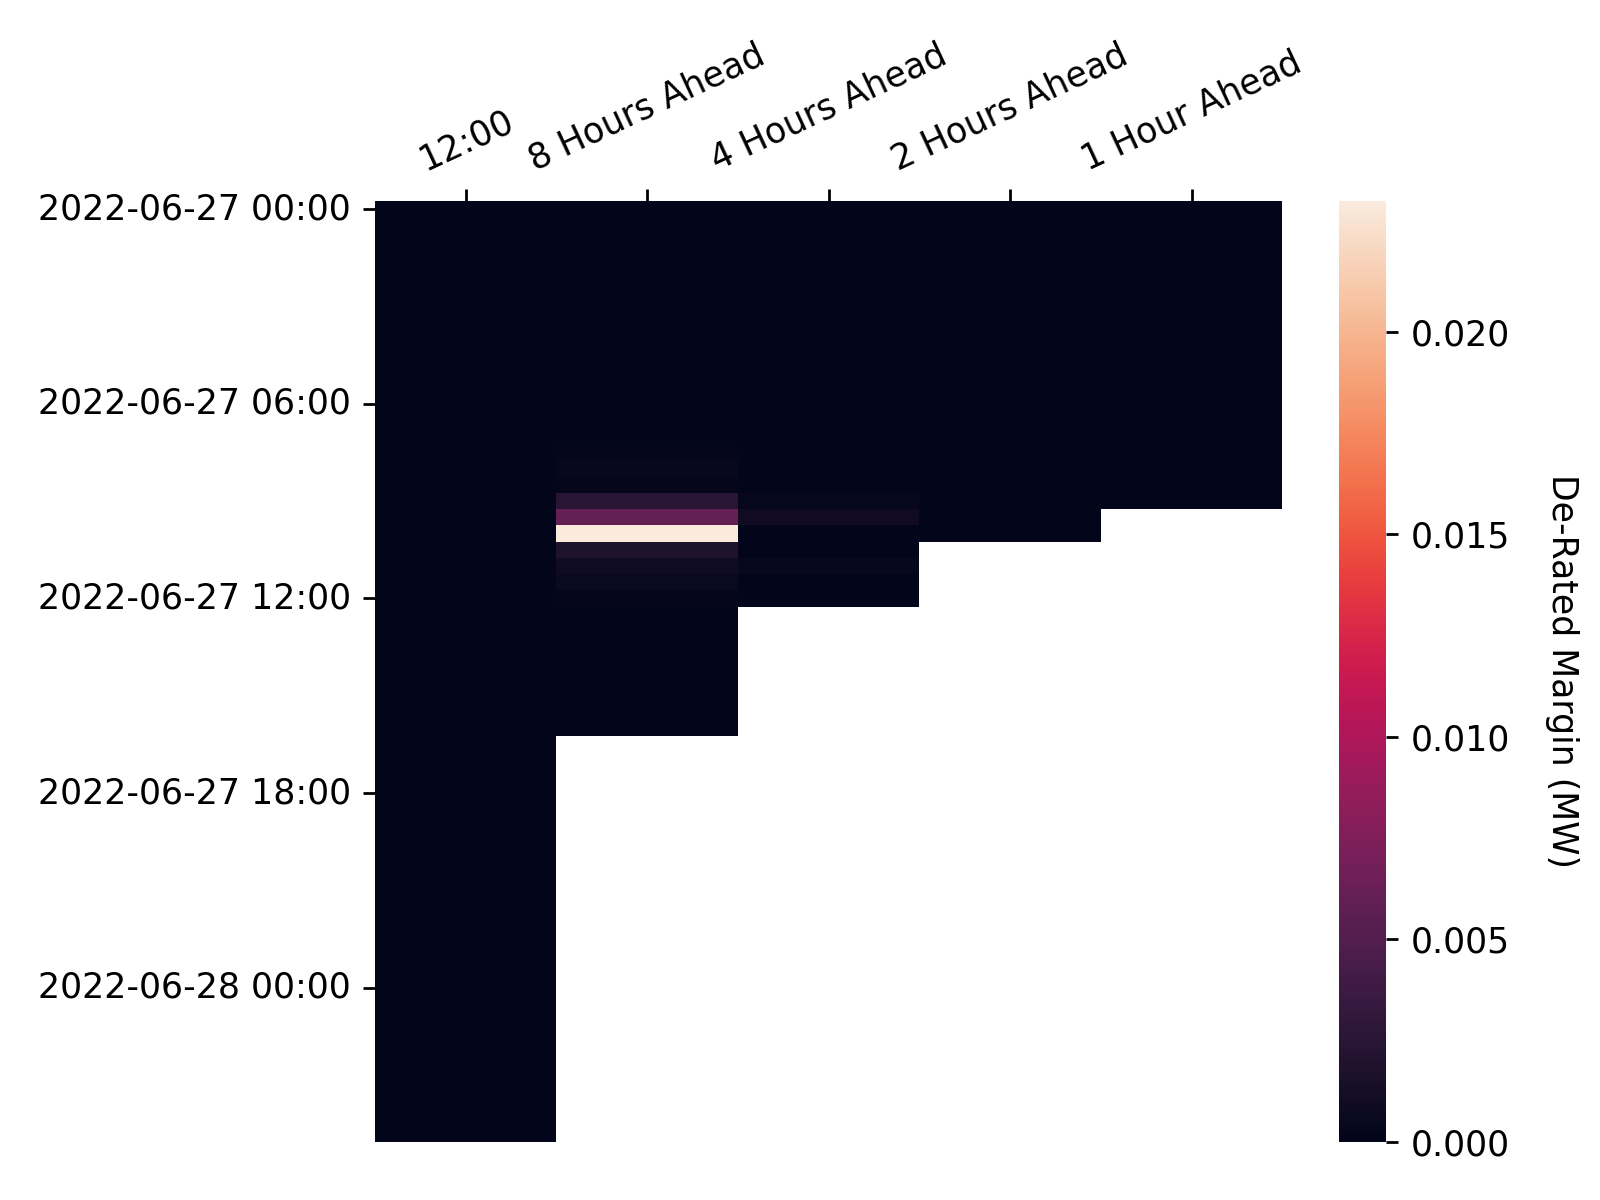 12:00
8 Hours Ahead
4 Hours Ahead
2 Hours Ahead
1 Hour Ahead
2022-06-27 00:00
2022-06-27 06:00
2022-06-27 12:00
2022-06-27 18:00
2022-06-28 00:00
0.020
0.015
0.010
0.005
0.000
De-Rated Margin (MW)